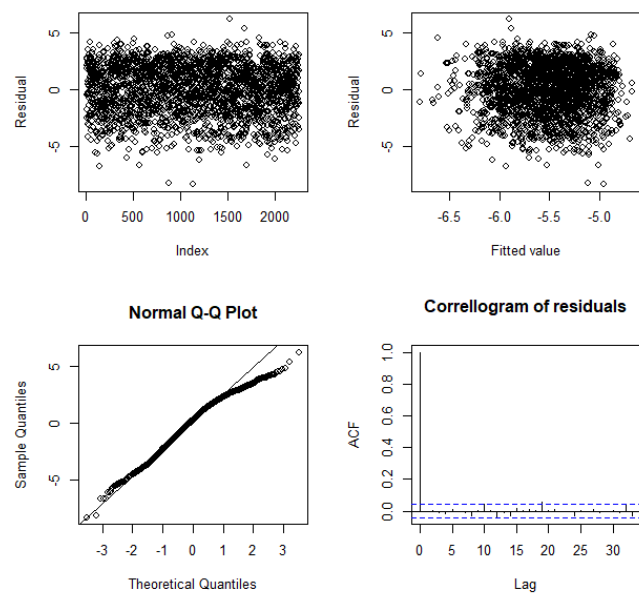 Residual
5
0
-5
0 500 1000 1500 2000
Index
Residual
5
0
-5
-6.5 -6.0 -5.5 -5.0
Fitted value
Normal Q-Q Plot
Sample Quantiles
5
0
-5
-3 -2 -1 0 1 2 3
Theoretical Quantiles
Correllogram of residuals
ACF
1.0
0.8
0.6
0.4
0.2
0.0
0 5 10 15 20 25 30
Lag